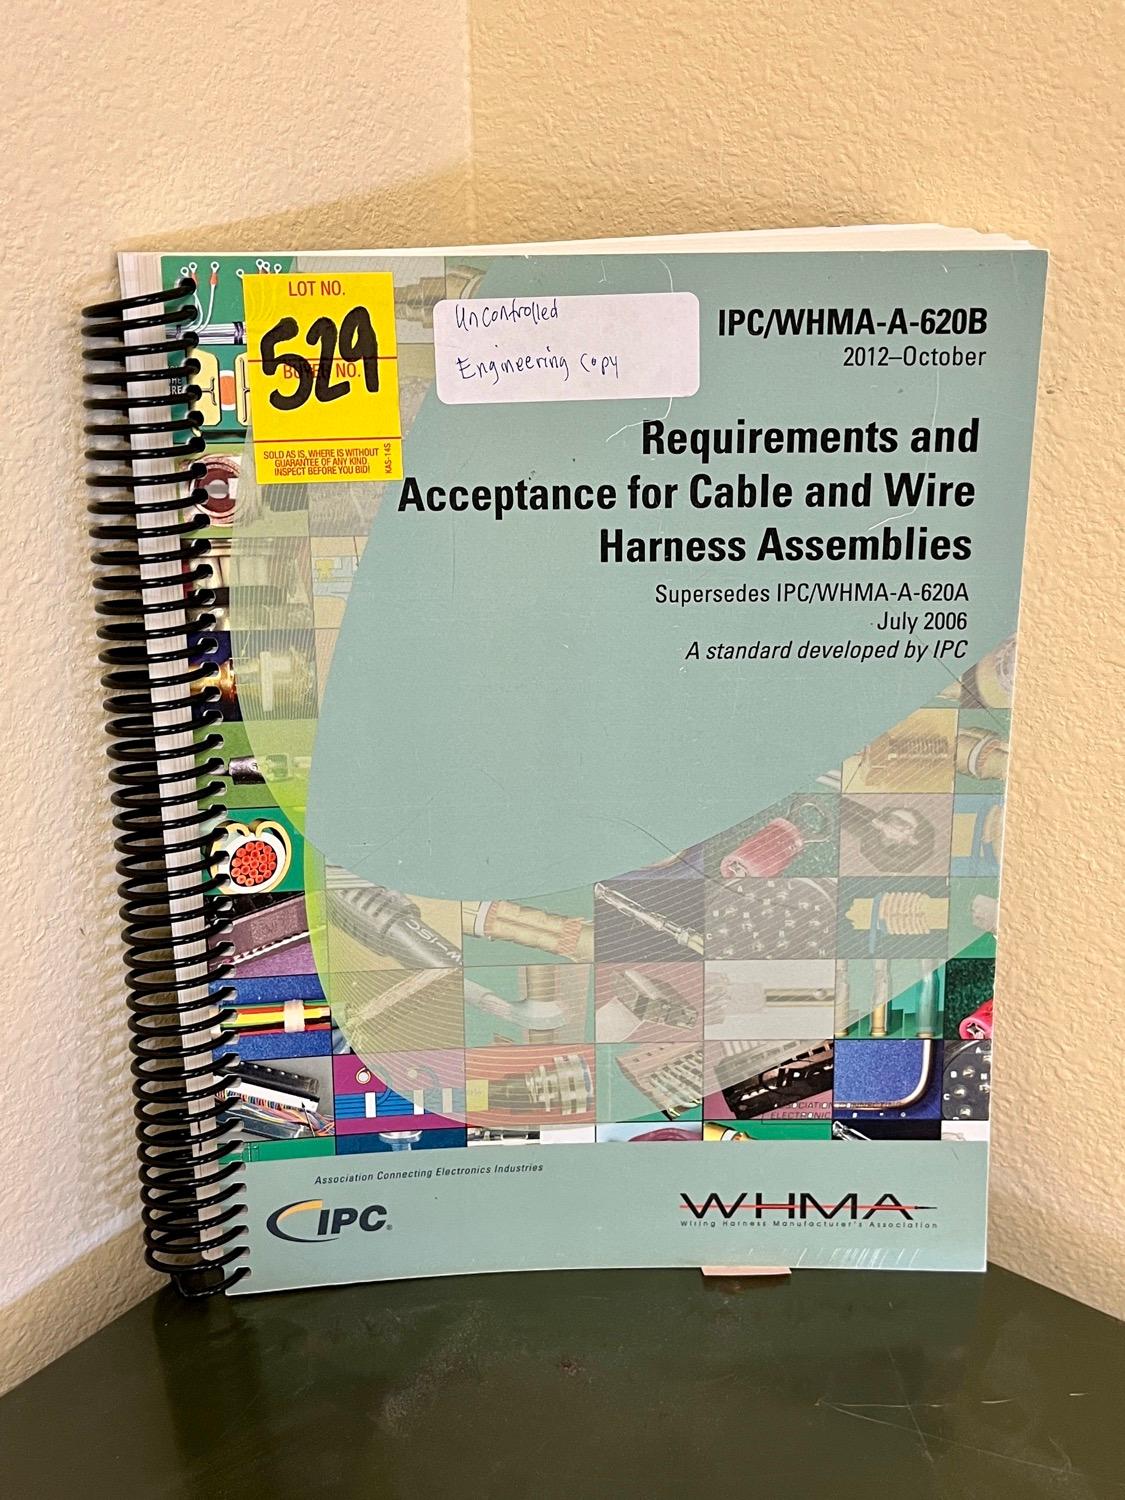 LOT NO.
529
BUYER NO.
SOLD AS IS, WHERE IS WITHOUT
GUARANTEE OF ANY KIND.
INSPECT BEFORE YOU BID!
KAS-14S
Uncontrolled
Engineering Copy
IPC/WHMA-A-620B
2012–October
Requirements and
Acceptance for Cable and Wire
Harness Assemblies
Supersedes IPC/WHMA-A-620A
July 2006
A standard developed by IPC
Association Connecting Electronics Industries
IPC®
WHMA
Wiring Harness Manufacturer's Association